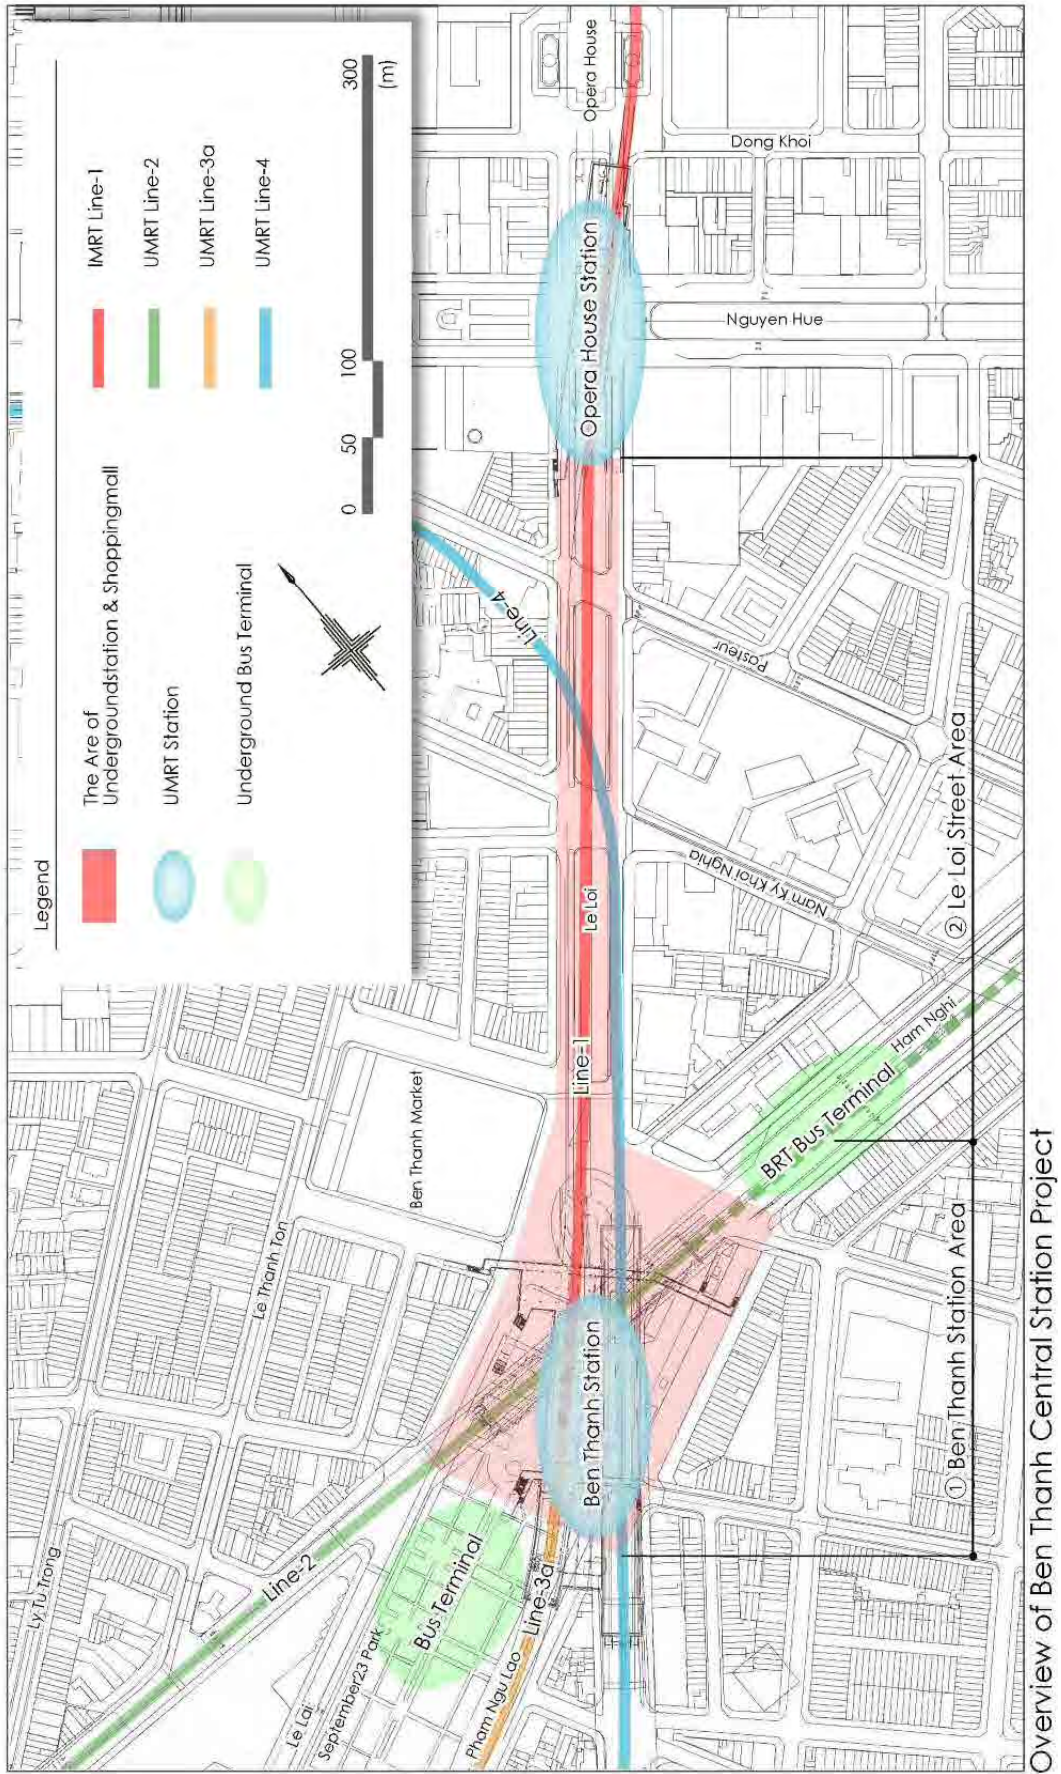 Legend
The Are of
Undergroundstation & Shoppingmall
UMRT Station
Underground Bus Terminal
IMRT Line-1
UMRT Line-2
UMRT Line-3a
UMRT Line-4
0
50
100
300
(m)
Ly Tu Trong
Le Thanh Ton
Ben Thanh Market
Line-2
Le Lai
September23 Park
Bus Terminal
Pham Ngu Lao
Line-3a
Ben Thanh Station
Line-1
Le Loi
Line-4
Opera House Station
Opera House
Dong Khoi
Nguyen Hue
Pasteur
Nam Ky Khoi Nghia
Ham Nghi
BRT Bus Terminal
① Ben Thanh Station Area
② Le Loi Street Area
Overview of Ben Thanh Central Station Project